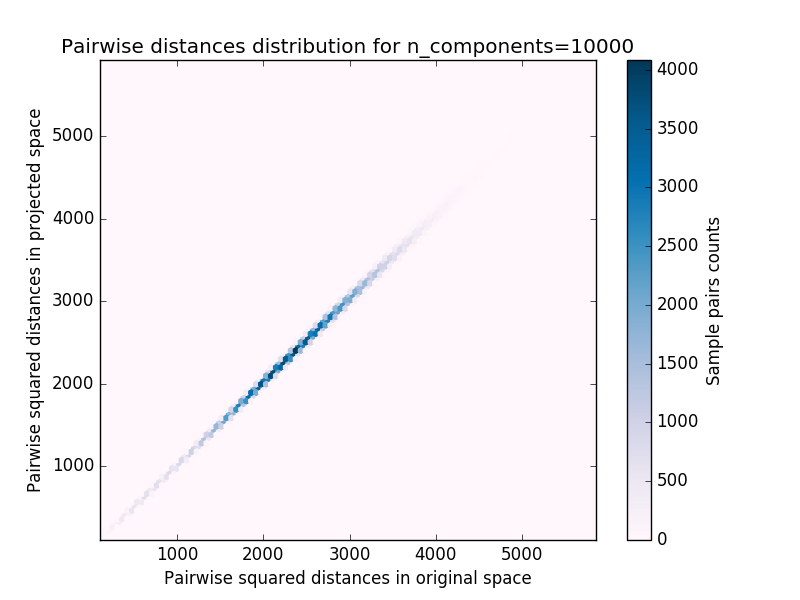 Pairwise distances distribution for n_components=10000
Pairwise squared distances in projected space
5000
4000
3000
2000
1000
1000 2000 3000 4000 5000
Pairwise squared distances in original space
4000
3500
3000
2500
2000
1500
1000
500
0
Sample pairs counts